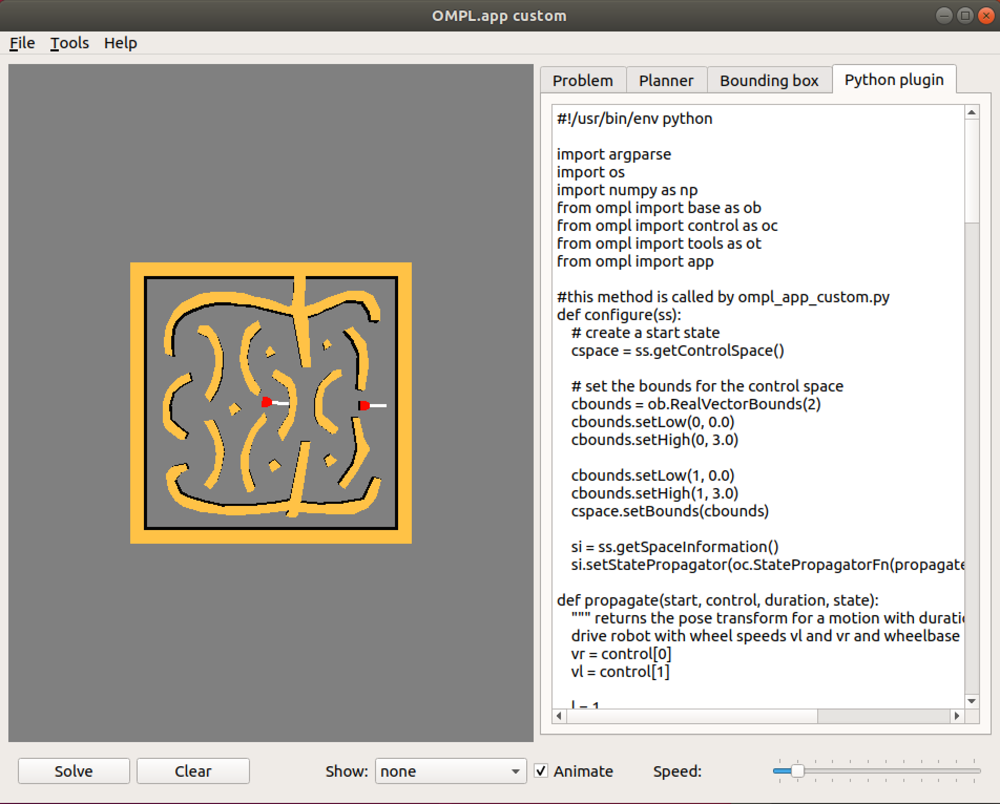 OMPL.app custom
File Tools Help
Problem Planner Bounding box Python plugin
#!/usr/bin/env python
import argparse
import os
import numpy as np
from ompl import base as ob
from ompl import control as oc
from ompl import tools as ot
from ompl import app
#this method is called by ompl_app_custom.py
def configure(ss):
# create a start state
cspace = ss.getControlSpace()
# set the bounds for the control space
cbounds = ob.RealVectorBounds(2)
cbounds.setLow(0, 0.0)
cbounds.setHigh(0, 3.0)
cbounds.setLow(1, 0.0)
cbounds.setHigh(1, 3.0)
cspace.setBounds(cbounds)
si = ss.getSpaceInformation()
si.setStatePropagator(oc.StatePropagatorFn(propagate
def propagate(start, control, duration, state):
""" returns the pose transform for a motion with durati
drive robot with wheel speeds vl and vr and wheelbase
vr = control[0]
vl = control[1]
l = 1
Solve Clear Show: none Animate Speed: